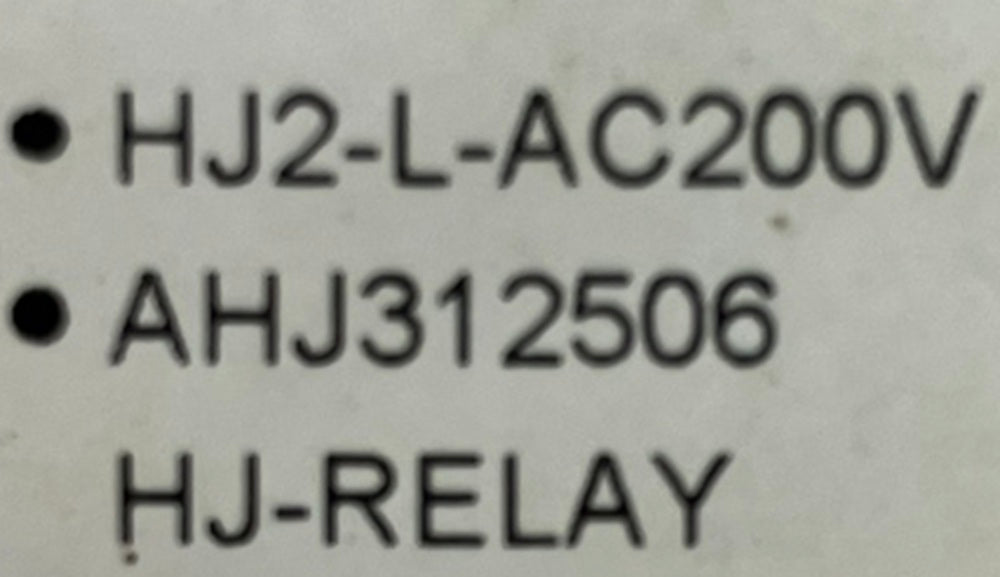 • HJ2-L-AC200V
• AHJ312506
HJ-RELAY